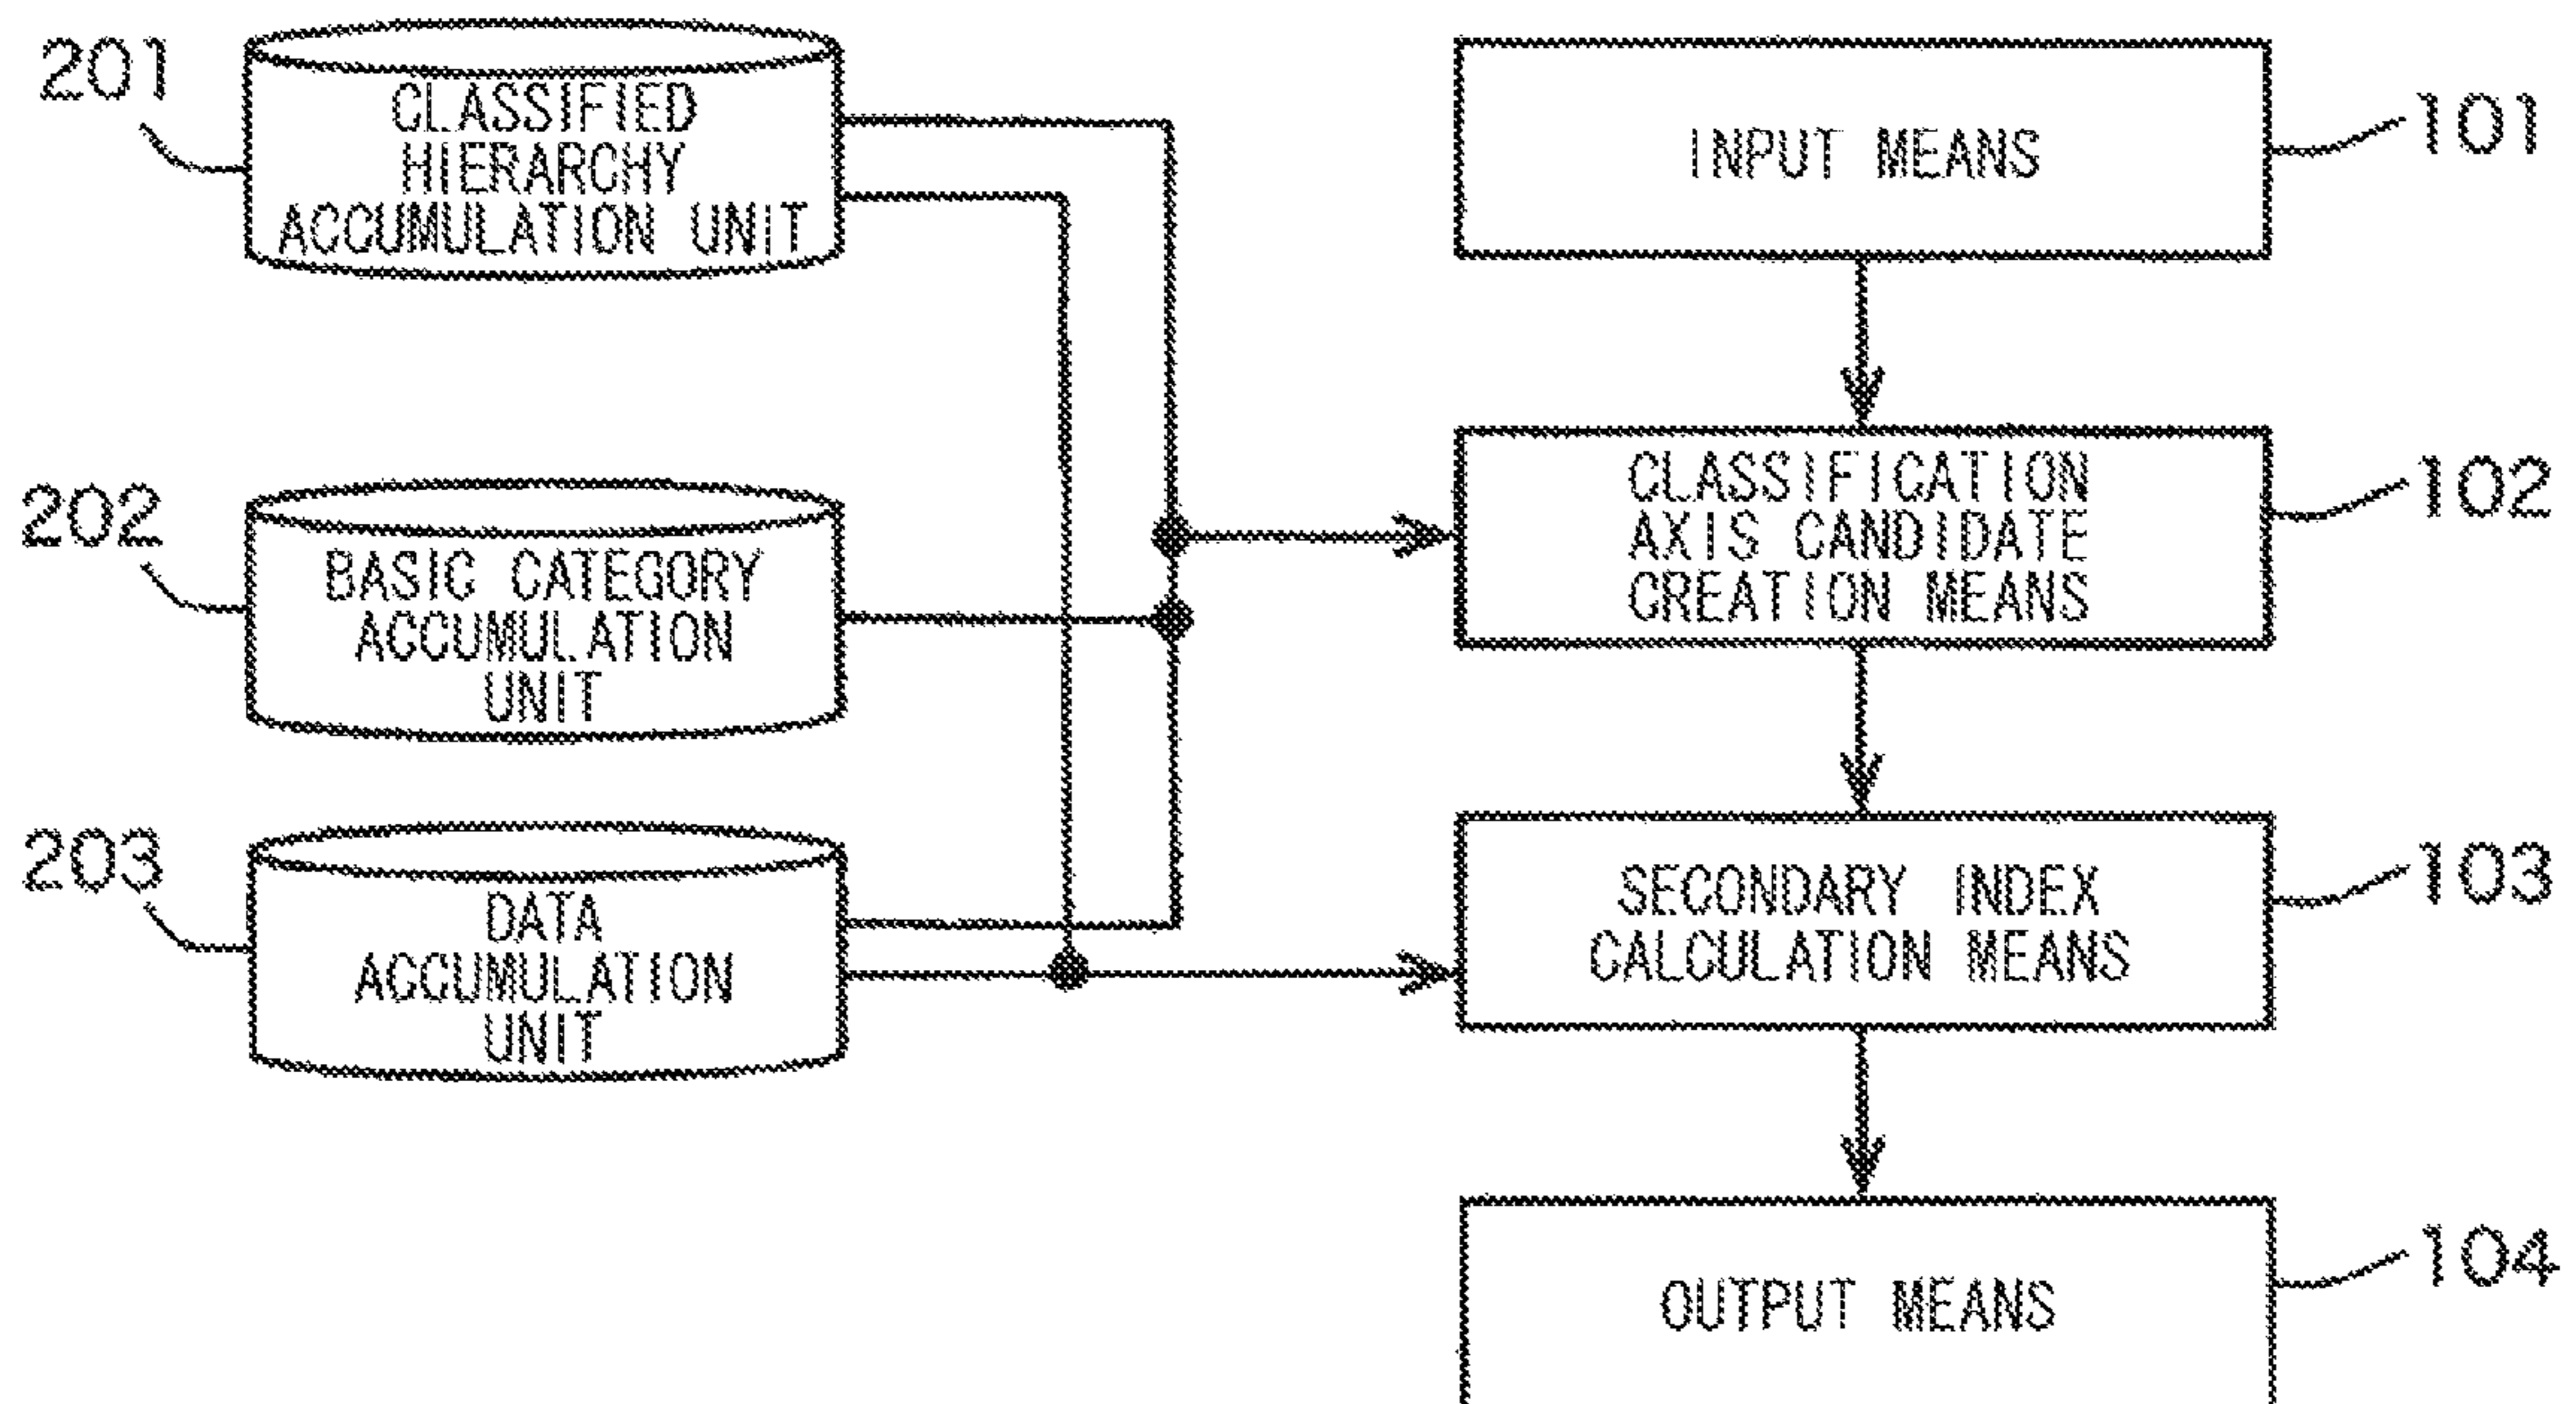 201
CLASSIFIED
HIERARCHY
ACCUMULATION UNIT
202
BASIC CATEGORY
ACCUMULATION
UNIT
203
DATA
ACCUMULATION
UNIT
INPUT MEANS
101
CLASSIFICATION
AXIS CANDIDATE
CREATION MEANS
102
SECONDARY INDEX
CALCULATION MEANS
103
OUTPUT MEANS
104